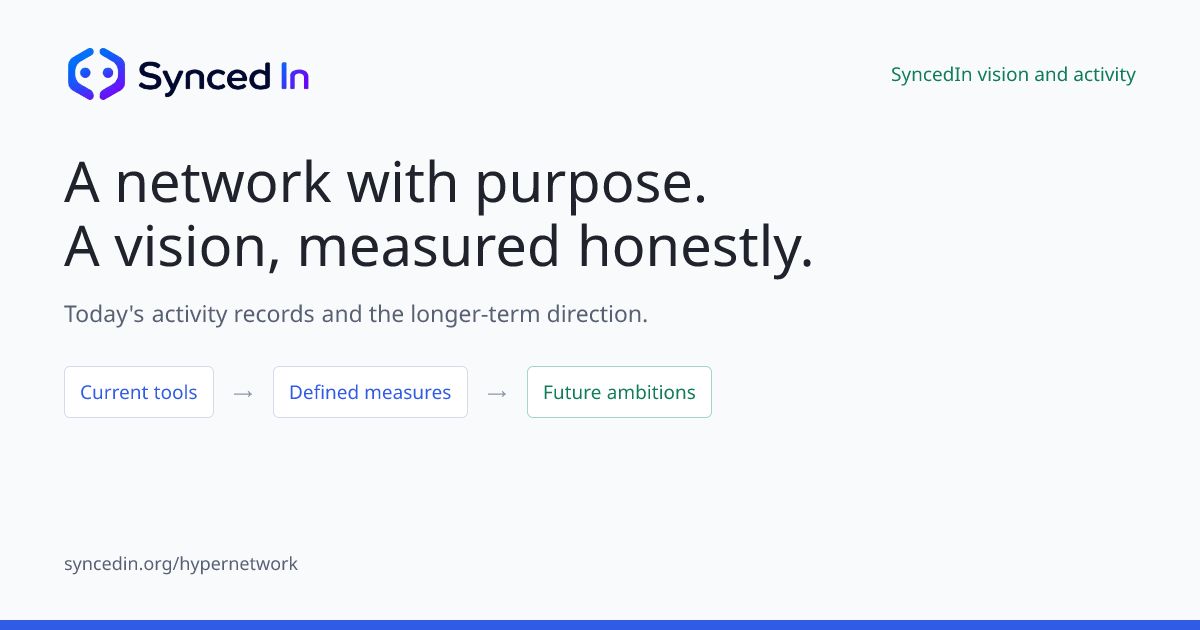 Synced In
SyncedIn vision and activity
A network with purpose.
A vision, measured honestly.
Today's activity records and the longer-term direction.
Current tools → Defined measures → Future ambitions
syncedin.org/hypernetwork